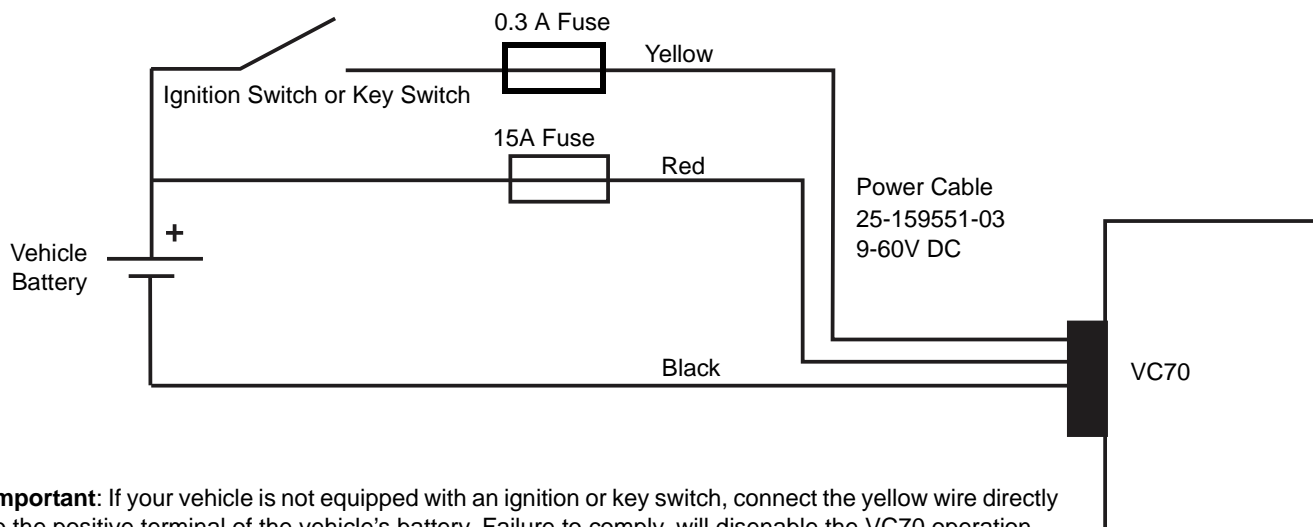 0.3 A Fuse
Yellow
Ignition Switch or Key Switch
15A Fuse
Red
Power Cable
25-159551-03
9-60V DC
+
Vehicle
Battery
Black
VC70
mportant: If your vehicle is not equipped with an ignition or key switch, connect the yellow wire directly
the positive terminal of the vehicle's battery. Failure to comply, will disenable the VC70 operation